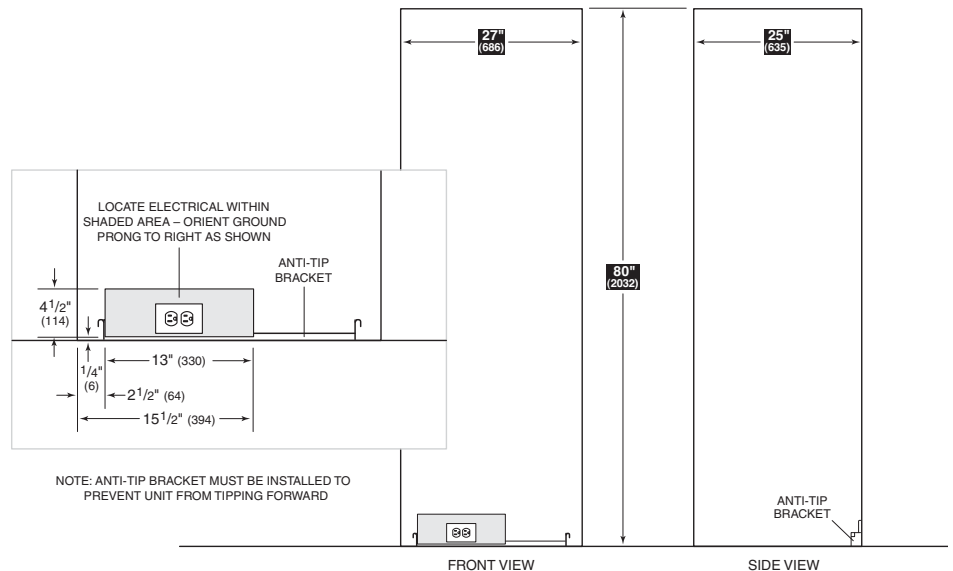 27"
(686)
25"
(635)
LOCATE ELECTRICAL WITHIN
SHADED AREA – ORIENT GROUND
PRONG TO RIGHT AS SHOWN
ANTI-TIP
BRACKET
80"
(2032)
4 1/2"
(114)
1/4"
(6)
13" (330)
2 1/2" (64)
15 1/2" (394)
NOTE: ANTI-TIP BRACKET MUST BE INSTALLED TO
PREVENT UNIT FROM TIPPING FORWARD
ANTI-TIP
BRACKET
FRONT VIEW
SIDE VIEW